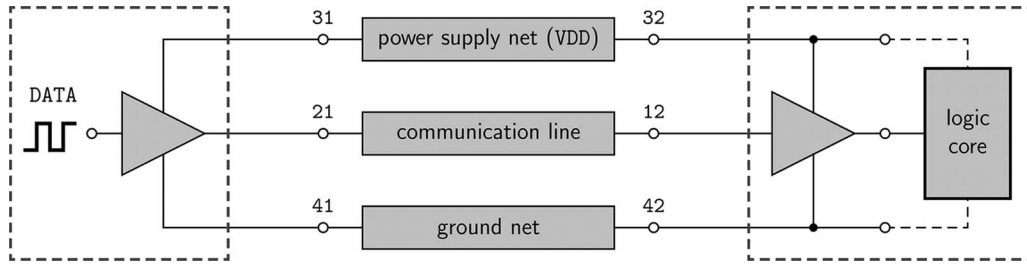 31
32
power supply net (VDD)
DATA
21
12
communication line
logic
core
41
42
ground net